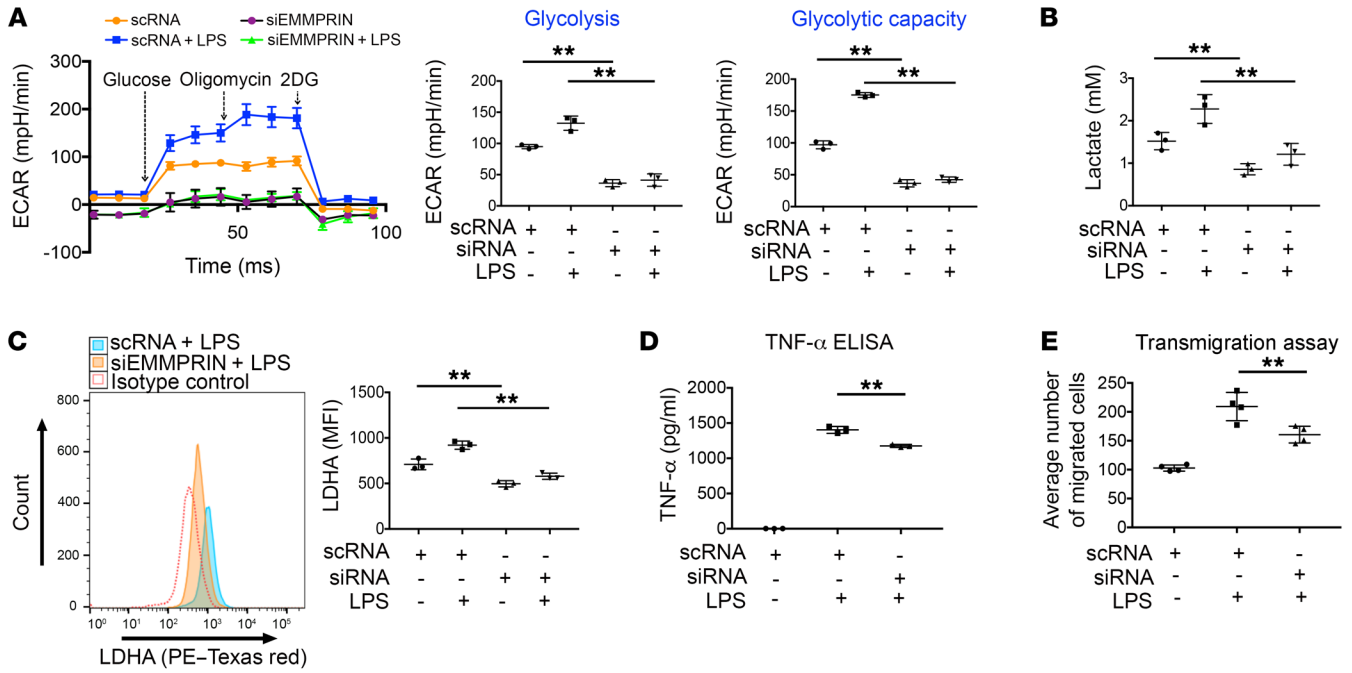 A
scRNA
siEMMPRIN
scRNA + LPS
siEMMPRIN + LPS
300
200
100
0
-100
ECAR (mpH/min)
Glucose Oligomycin 2DG
50
100
Time (ms)
Glycolysis
**
**
200
150
100
50
0
ECAR (mpH/min)
scRNA + + - -
siRNA - - + +
LPS - + - +
Glycolytic capacity
**
**
200
150
100
50
0
ECAR (mpH/min)
scRNA + + - -
siRNA - - + +
LPS - + - +
B
**
**
3
2
1
0
Lactate (mM)
scRNA + + - -
siRNA - - + +
LPS - + - +
C
scRNA + LPS
siEMMPRIN + LPS
Isotype control
800
600
400
200
0
Count
10⁰ 10¹ 10² 10³ 10⁴ 10⁵
LDHA (PE–Texas red)
**
**
1500
1000
500
0
LDHA (MFI)
scRNA + + - -
siRNA - - + +
LPS - + - +
D
TNF-α ELISA
**
2000
1500
1000
500
0
TNF-α (pg/ml)
scRNA + + -
siRNA - - +
LPS - + +
E
Transmigration assay
**
250
200
150
100
50
0
Average number
of migrated cells
scRNA + + -
siRNA - - +
LPS - + +